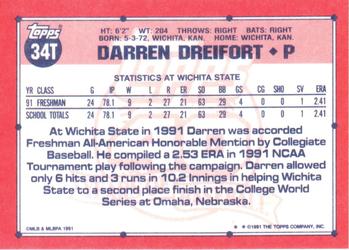 Topps
34T
HT: 6'2" WT: 204 THROWS: RIGHT BATS: RIGHT
BORN: 5-3-72, WICHITA, KAN. HOME: WICHITA, KAN.
DARREN DREIFORT ♦ P
STATISTICS AT WICHITA STATE
YR CLASS G IP W L R ER SO BB GS CG SHO SV ERA
91 FRESHMAN 24 78.1 9 2 27 21 63 29 4 0 0 1 2.41
SCHOOL TOTALS 24 78.1 9 2 27 21 63 29 4 0 0 1 2.41
At Wichita State in 1991 Darren was accorded
Freshman All-American Honorable Mention by Collegiate
Baseball. He compiled a 2.53 ERA in 1991 NCAA
Tournament play following the campaign. Darren allowed
only 6 hits and 3 runs in 10.2 Innings in helping Wichita
State to a second place finish in the College World
Series at Omaha, Nebraska.
©MLB & MLBPA 1991
©1991 THE TOPPS COMPANY, INC.